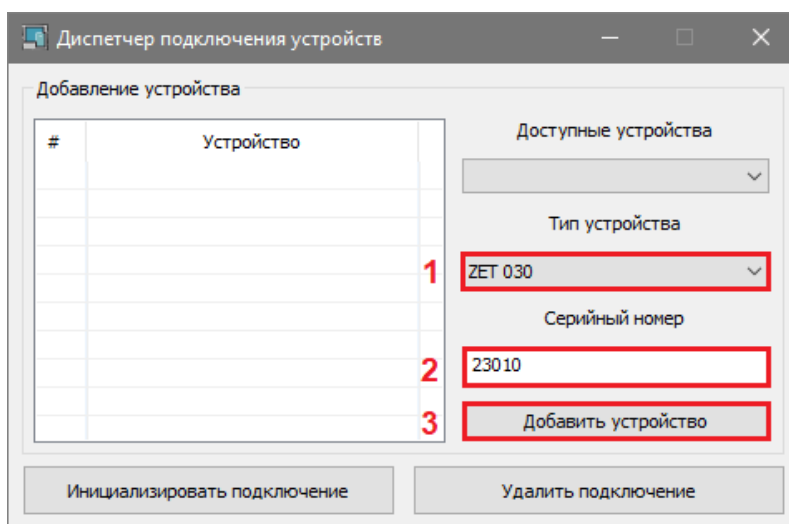 Диспетчер подключения устройств
Добавление устройства
# Устройство
Доступные устройства
Тип устройства
1 ZET 030
Серийный номер
2 23010
3 Добавить устройство
Инициализировать подключение
Удалить подключение